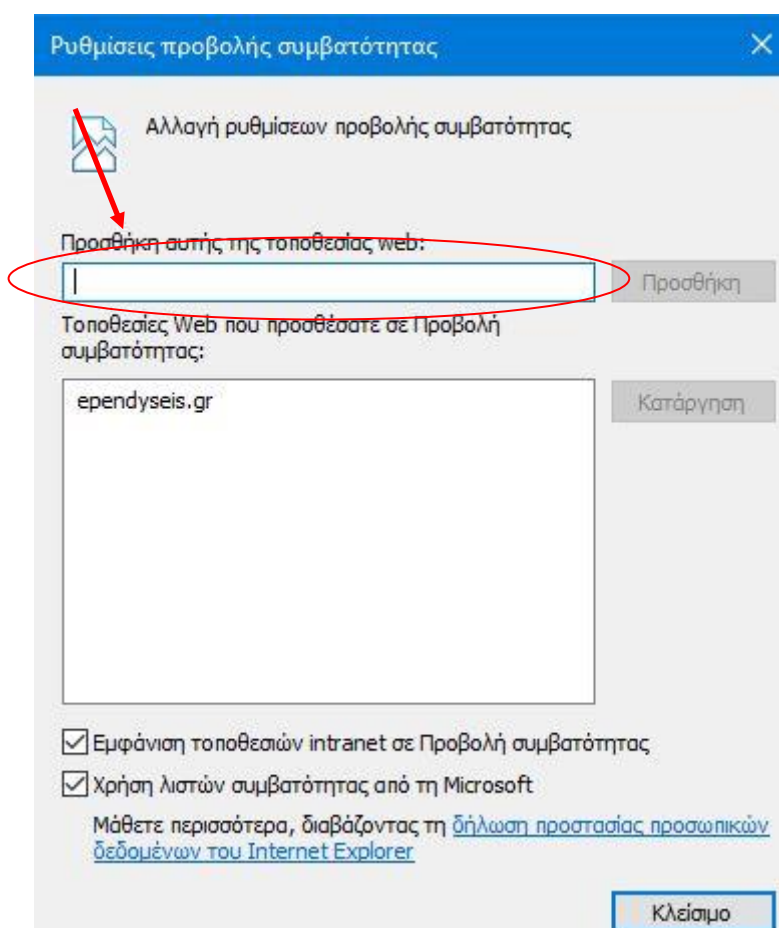 Ρυθμίσεις προβολής συμβατότητας
Αλλαγή ρυθμίσεων προβολής συμβατότητας
Προσθήκη αυτής της τοποθεσίας web:
Προσθήκη
Τοποθεσίες Web που προσθέσατε σε Προβολή
συμβατότητας:
ependyseis.gr
Κατάργηση
Εμφάνιση τοποθεσιών intranet σε Προβολή συμβατότητας
Χρήση λιστών συμβατότητας από τη Microsoft
Μάθετε περισσότερα, διαβάζοντας τη δήλωση προστασίας προσωπικών
δεδομένων του Internet Explorer
Κλείσιμο